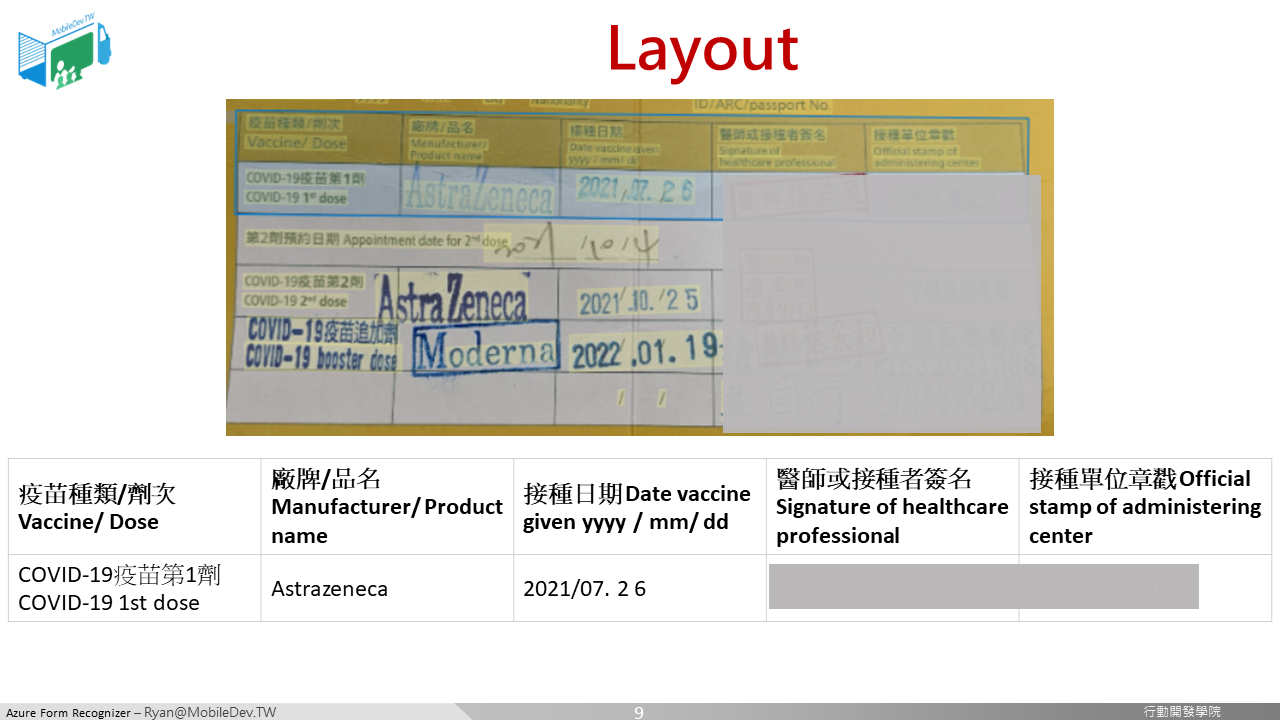 MobileDev.TW
Layout
Nationality
ID/ARC/passport No.
疫苗種類/劑次
Vaccine/ Dose
廠牌/品名
Manufacturer/
Product name
接種日期
Date vaccine given
yyyy / mm/ dd
醫師或接種者簽名
Signature of
healthcare professional
接種單位章戳
Official stamp of
administering center
COVID-19疫苗第1劑
COVID-19 1st dose
AstraZeneca
2021/07. 26
第2劑預約日期 Appointment date for 2nd dose
2021 10 14
COVID-19疫苗第2劑
COVID-19 2nd dose
AstraZeneca
2021/.10./25
COVID-19疫苗追加劑
COVID-19 booster dose
Moderna
2022/.01.19
/ /
疫苗種類/劑次
Vaccine/ Dose
廠牌/品名
Manufacturer/ Product
name
接種日期Date vaccine
given yyyy / mm/ dd
醫師或接種者簽名
Signature of healthcare
professional
接種單位章戳Official
stamp of administering
center
COVID-19疫苗第1劑
COVID-19 1st dose
Astrazeneca
2021/07. 2 6
Azure Form Recognizer – Ryan@MobileDev.TW
9
行動開發學院